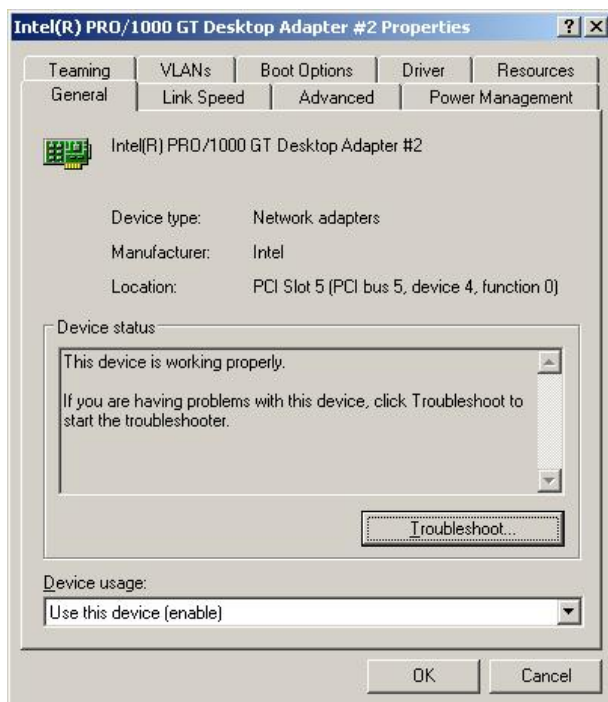 Intel(R) PRO/1000 GT Desktop Adapter #2 Properties
Teaming VLANs Boot Options Driver Resources
General Link Speed Advanced Power Management
Intel(R) PRO/1000 GT Desktop Adapter #2
Device type: Network adapters
Manufacturer: Intel
Location: PCI Slot 5 (PCI bus 5, device 4, function 0)
Device status
This device is working properly.
If you are having problems with this device, click Troubleshoot to
start the troubleshooter.
Troubleshoot...
Device usage:
Use this device (enable)
OK Cancel